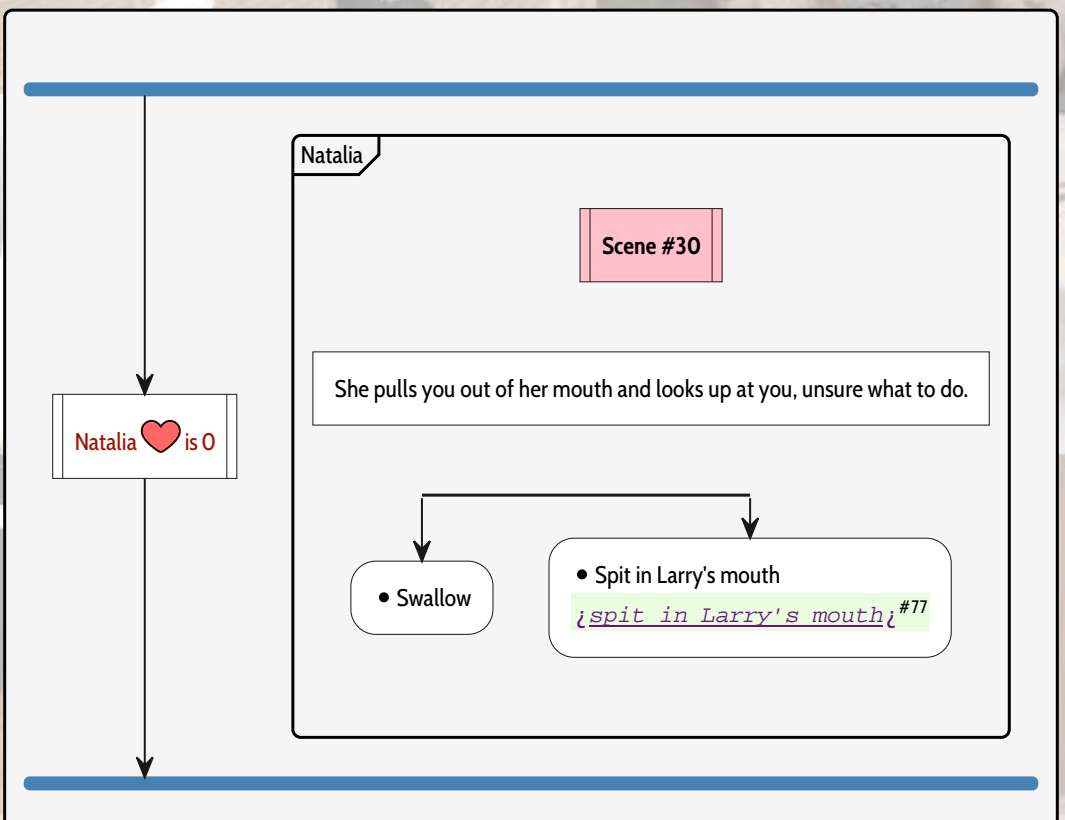 Natalia
Scene #30
She pulls you out of her mouth and looks up at you, unsure what to do.
Natalia is 0
• Swallow
• Spit in Larry's mouth
¿spit in Larry's mouth¿#77